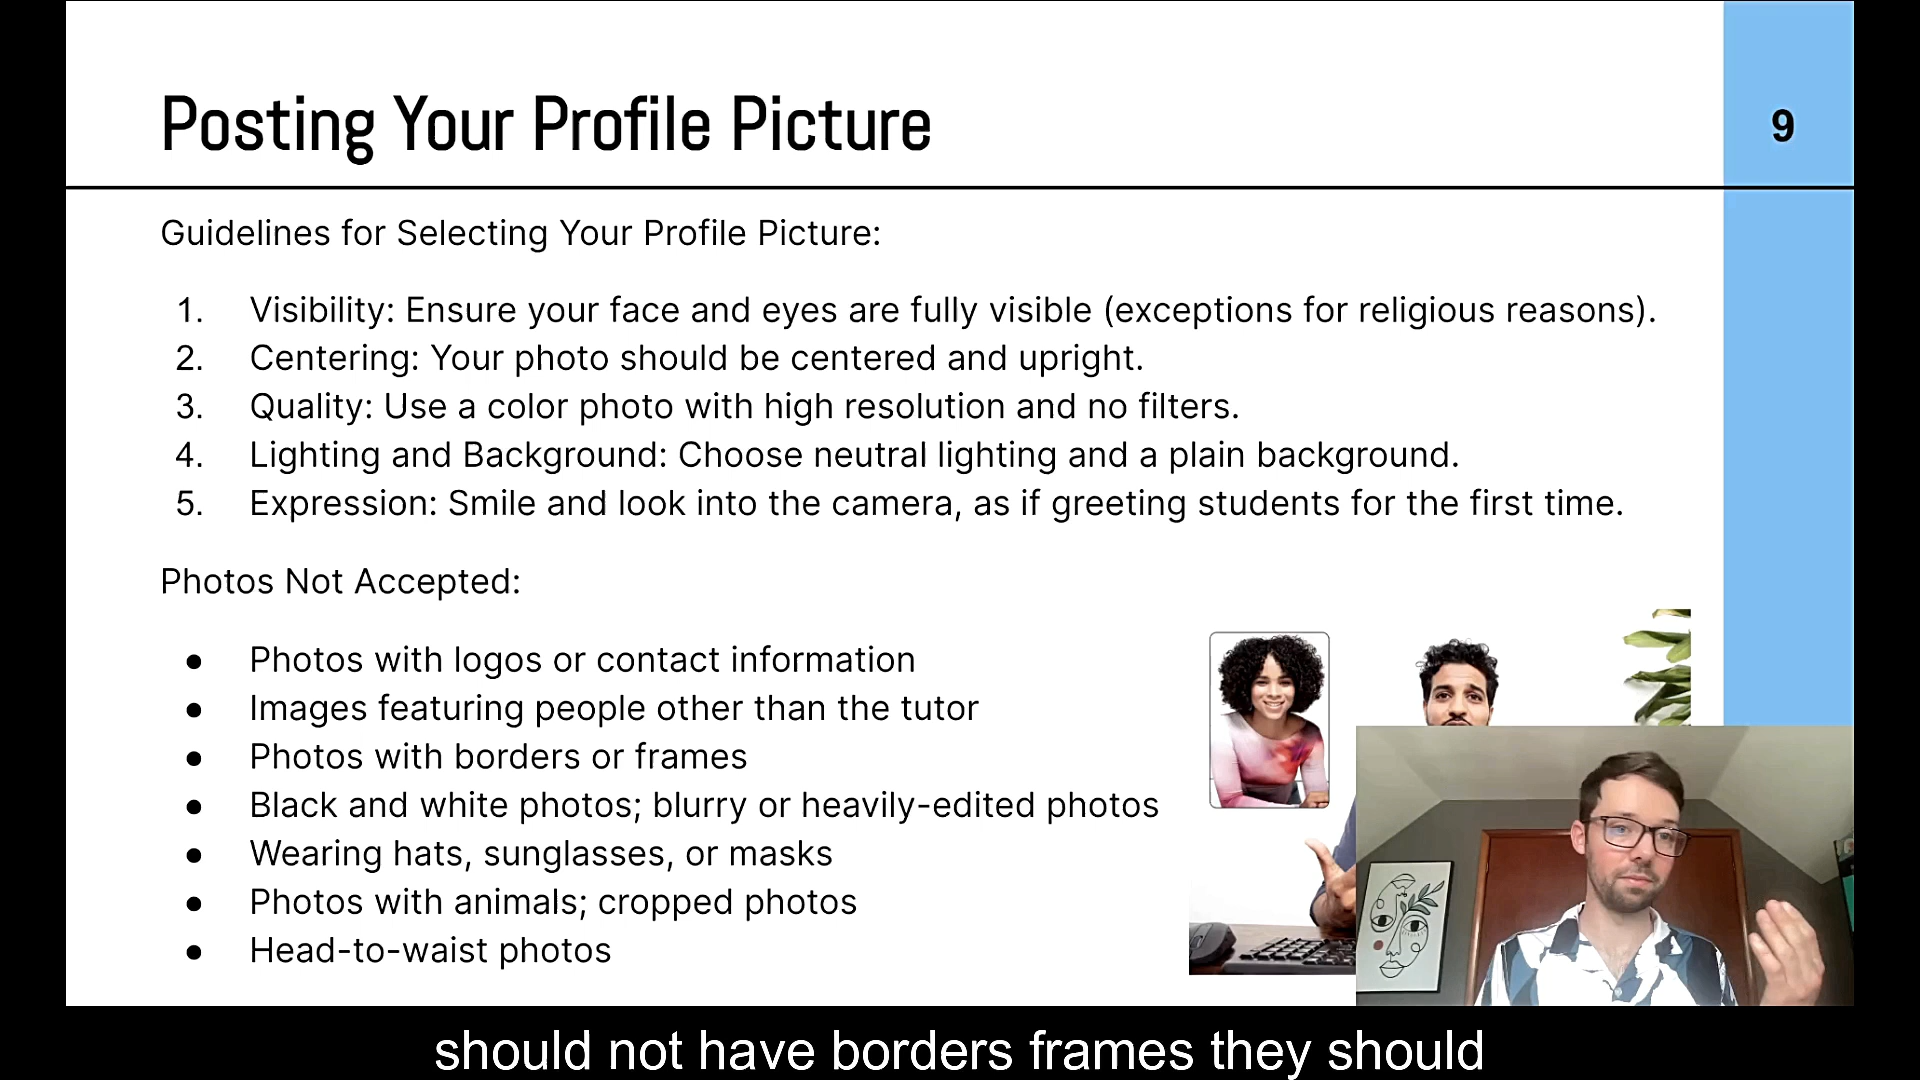 Posting Your Profile Picture
9
Guidelines for Selecting Your Profile Picture:
1. Visibility: Ensure your face and eyes are fully visible (exceptions for religious reasons).
2. Centering: Your photo should be centered and upright.
3. Quality: Use a color photo with high resolution and no filters.
4. Lighting and Background: Choose neutral lighting and a plain background.
5. Expression: Smile and look into the camera, as if greeting students for the first time.
Photos Not Accepted:
● Photos with logos or contact information
● Images featuring people other than the tutor
● Photos with borders or frames
● Black and white photos; blurry or heavily-edited photos
● Wearing hats, sunglasses, or masks
● Photos with animals; cropped photos
● Head-to-waist photos
should not have borders frames they should